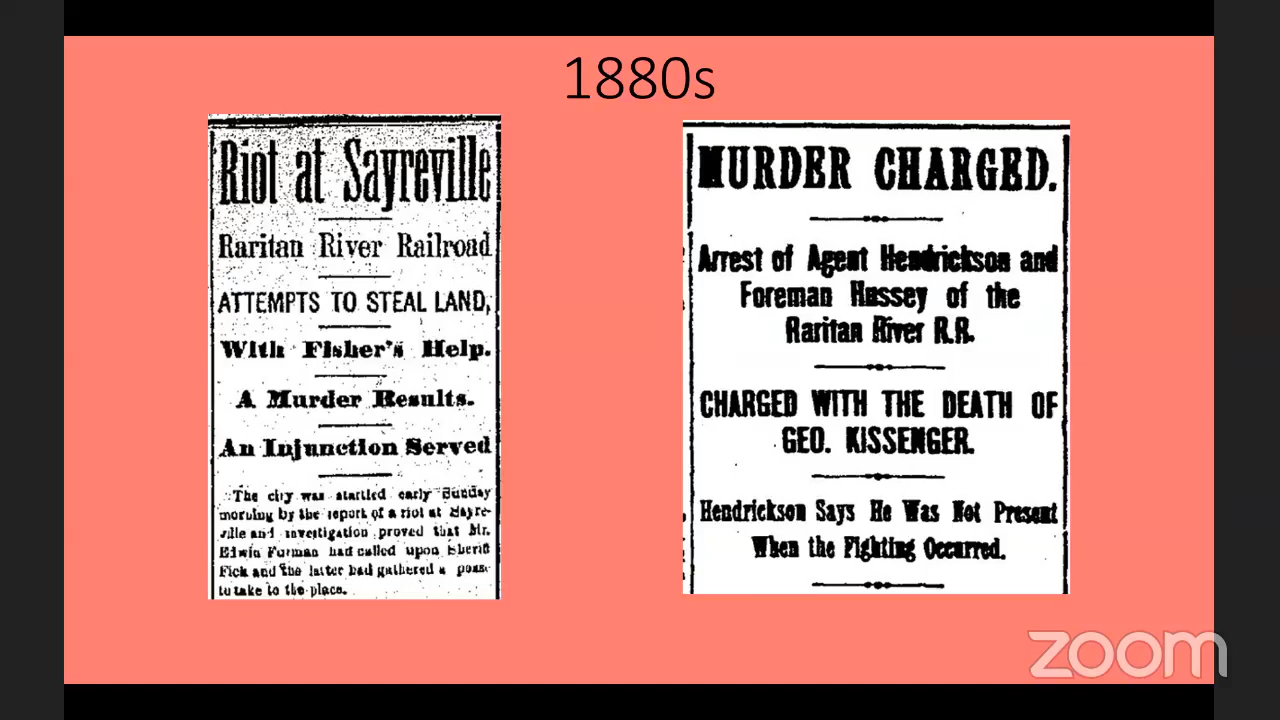 1880s
Riot at Sayreville
Raritan River Railroad
ATTEMPTS TO STEAL LAND,
With Fisher's Help.
A Murder Results.
An Injunction Served
The city was startled early Sunday
morning by the report of a riot at Sayre-
ville and investigation proved that Mr.
Edwin Furman had called upon Sheriff
Fick and the latter had gathered a posse
to take to the place.
MURDER CHARGED.
Arrest of Agent Hendrickson and
Foreman Hussey of the
Raritan River R.R.
CHARGED WITH THE DEATH OF
GEO. KISSENGER.
Hendrickson Says He Was Not Present
When the Fighting Occurred.
zoom